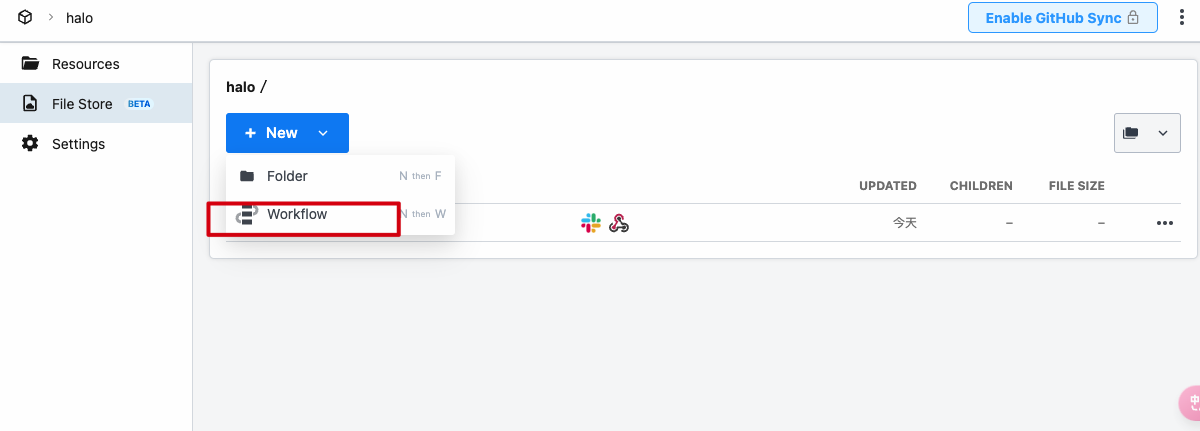 halo
Enable GitHub Sync
Resources
File Store BETA
Settings
halo /
+ New
Folder N then F
Workflow N then W
UPDATED CHILDREN FILE SIZE
今天 – –
中